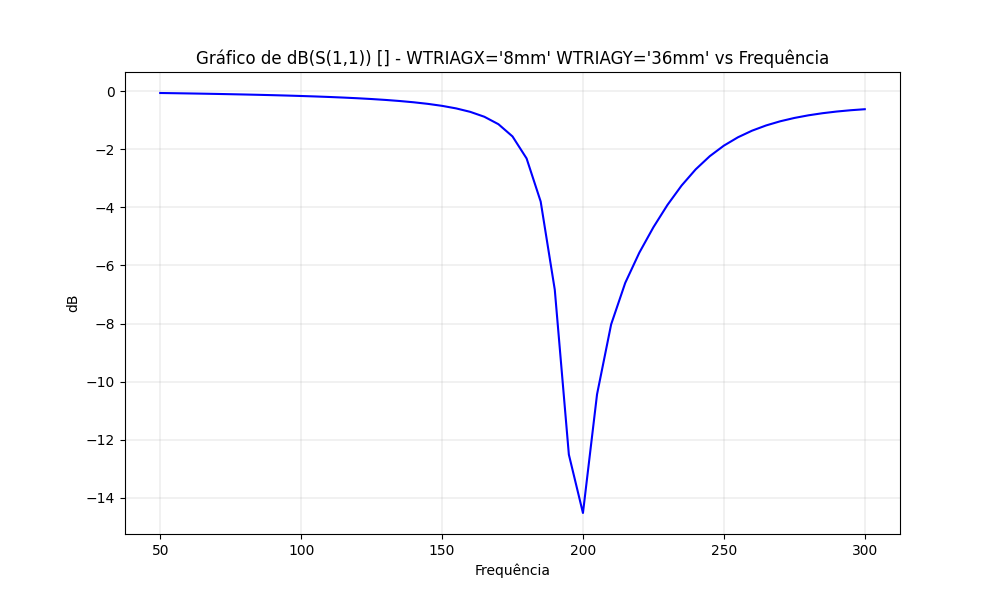 Gráfico de dB(S(1,1)) [] - WTRIAGX='8mm' WTRIAGY='36mm' vs Frequência
0
−2
−4
−6
−8
−10
−12
−14
dB
50 100 150 200 250 300
Frequência